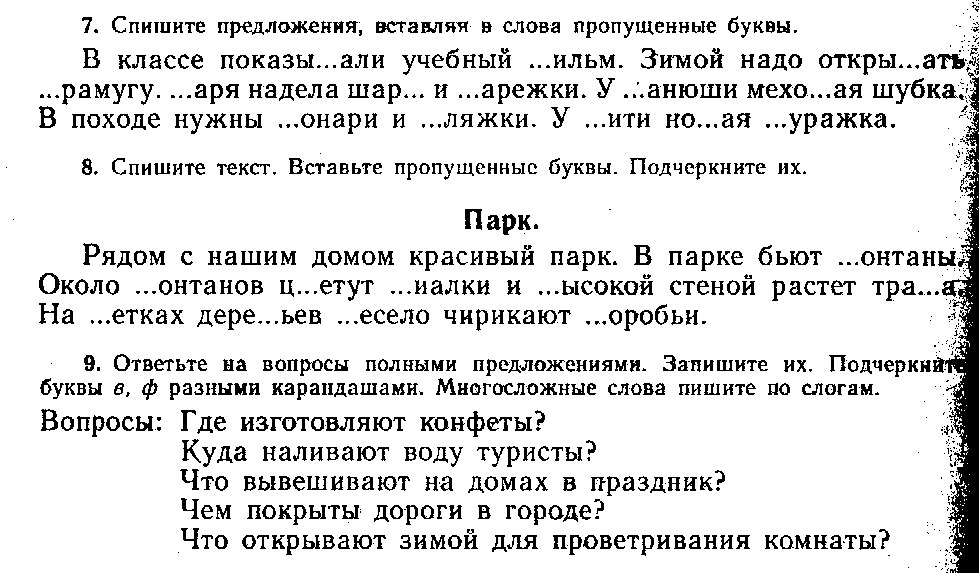 7. Спишите предложения, вставляя в слова пропущенные буквы.
В классе показы...али учебный ...ильм. Зимой надо откры...ать
...рамугу. ...аря надела шар... и ...арежки. У ...анюши мехо...ая шубка.
В походе нужны ...онари и ...ляжки. У ...ити но...ая ...уражка.
8. Спишите текст. Вставьте пропущенные буквы. Подчеркните их.
Парк.
Рядом с нашим домом красивый парк. В парке бьют ...онтаны.
Около ...онтанов ц...етут ...иалки и ...ысокой стеной растет тра...а.
На ...етках дере...ьев ...есело чирикают ...оробьи.
9. Ответьте на вопросы полными предложениями. Запишите их. Подчеркните
буквы в, ф разными карандашами. Многосложные слова пишите по слогам.
Вопросы: Где изготовляют конфеты?
Куда наливают воду туристы?
Что вывешивают на домах в праздник?
Чем покрыты дороги в городе?
Что открывают зимой для проветривания комнаты?